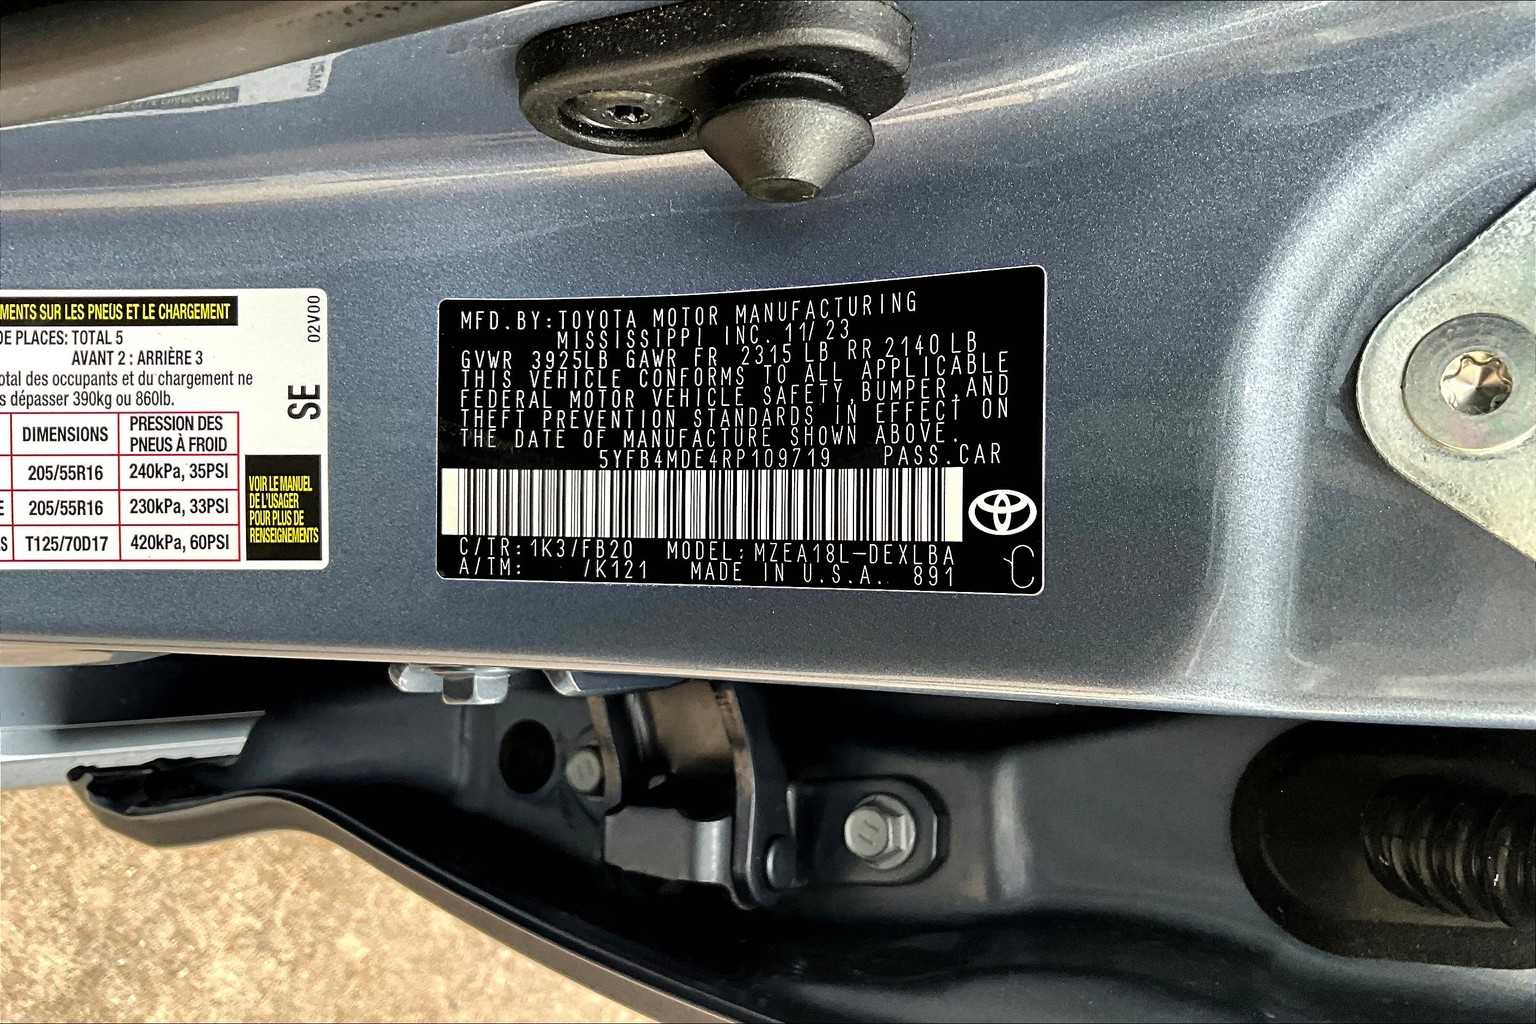 MENTS SUR LES PNEUS ET LE CHARGEMENT
DE PLACES: TOTAL 5
AVANT 2 : ARRIÈRE 3
otal des occupants et du chargement ne
s dépasser 390kg ou 860lb.
DIMENSIONS
PRESSION DES
PNEUS À FROID
205/55R16
240kPa, 35PSI
E
205/55R16
230kPa, 33PSI
S
T125/70D17
420kPa, 60PSI
02V00
SE
VOIR LE MANUEL
DE L'USAGER
POUR PLUS DE
RENSEIGNEMENTS
MFD.BY:TOYOTA MOTOR MANUFACTURING
MISSISSIPPI INC. 11/23
GVWR 3925LB GAWR FR 2315 LB RR 2140 LB
THIS VEHICLE CONFORMS TO ALL APPLICABLE
FEDERAL MOTOR VEHICLE SAFETY,BUMPER,AND
THEFT PREVENTION STANDARDS IN EFFECT ON
THE DATE OF MANUFACTURE SHOWN ABOVE.
5YFB4MDE4RP109719 PASS.CAR
C/TR:1K3/FB20 MODEL:MZEA18L-DEXLBA
A/TM: /K121 MADE IN U.S.A. 891
C